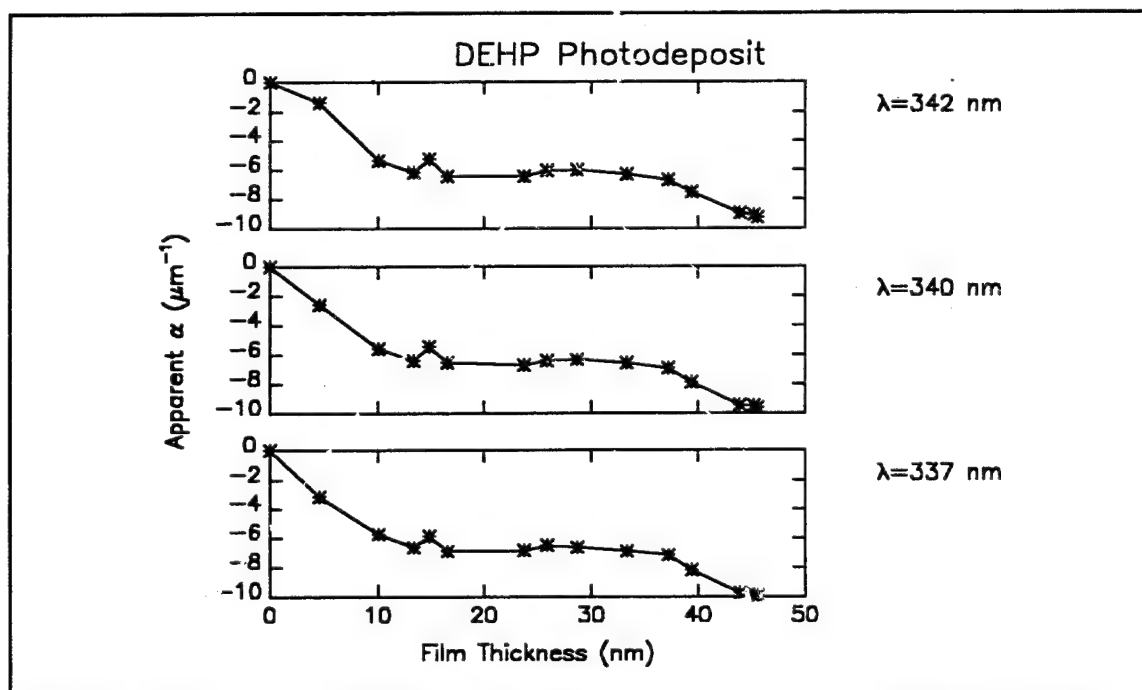 DEHP Photodeposit
0
−2
−4
−6
−8
−10
λ=342 nm
0
−2
−4
−6
−8
−10
λ=340 nm
0
−2
−4
−6
−8
−10
λ=337 nm
Apparent α (μm⁻¹)
0 10 20 30 40 50
Film Thickness (nm)